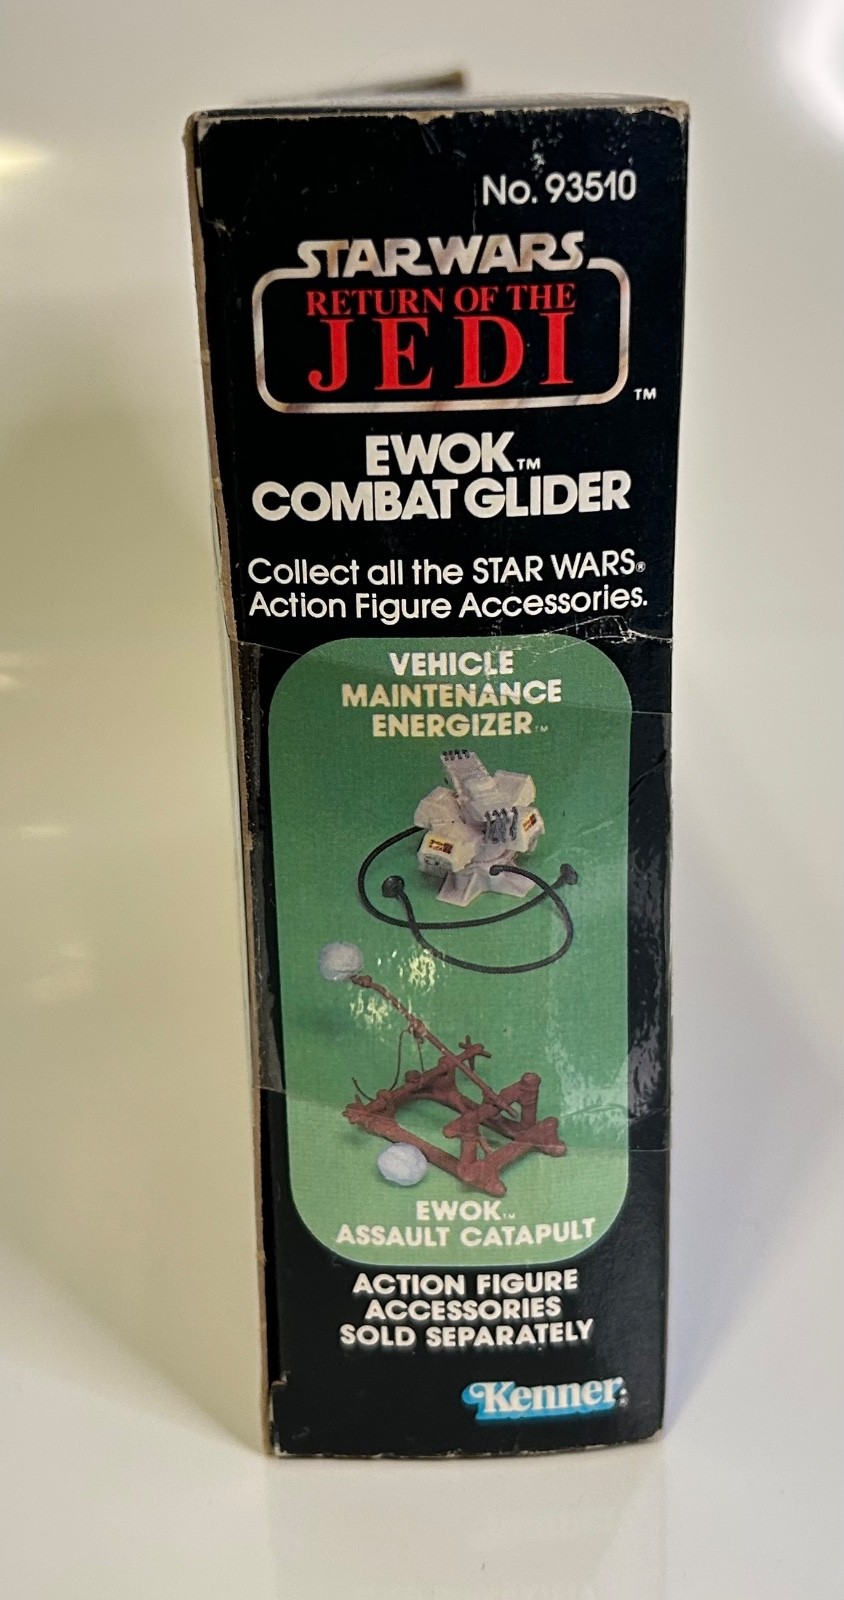 No. 93510
STAR WARS
RETURN OF THE
JEDI
TM
EWOK TM
COMBAT GLIDER
Collect all the STAR WARS®
Action Figure Accessories.
VEHICLE
MAINTENANCE
ENERGIZER TM
EWOK TM
ASSAULT CATAPULT
ACTION FIGURE
ACCESSORIES
SOLD SEPARATELY
Kenner®